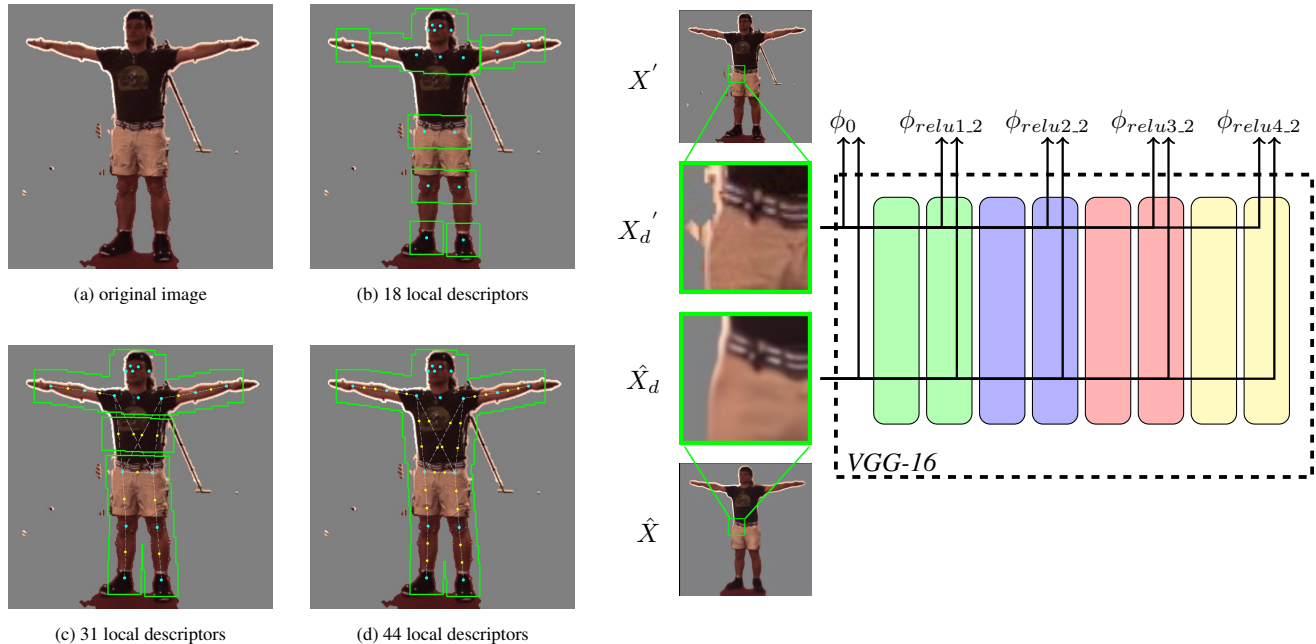 (a) original image
(b) 18 local descriptors
(c) 31 local descriptors
(d) 44 local descriptors
X′
X_d′
X̂_d
X̂
ϕ_0 ϕ_relu1_2 ϕ_relu2_2 ϕ_relu3_2 ϕ_relu4_2
VGG-16